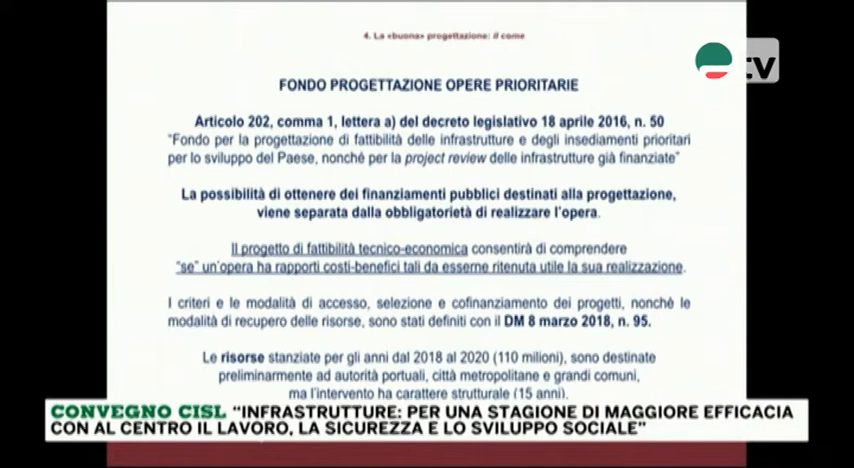 4. La «buona» progettazione: il come
tv
FONDO PROGETTAZIONE OPERE PRIORITARIE
Articolo 202, comma 1, lettera a) del decreto legislativo 18 aprile 2016, n. 50
“Fondo per la progettazione di fattibilità delle infrastrutture e degli insediamenti prioritari
per lo sviluppo del Paese, nonché per la project review delle infrastrutture già finanziate”
La possibilità di ottenere dei finanziamenti pubblici destinati alla progettazione,
viene separata dalla obbligatorietà di realizzare l’opera.
Il progetto di fattibilità tecnico-economica consentirà di comprendere
“se” un’opera ha rapporti costi-benefici tali da esserne ritenuta utile la sua realizzazione.
I criteri e le modalità di accesso, selezione e cofinanziamento dei progetti, nonchè le
modalità di recupero delle risorse, sono stati definiti con il DM 8 marzo 2018, n. 95.
Le risorse stanziate per gli anni dal 2018 al 2020 (110 milioni), sono destinate
preliminarmente ad autorità portuali, città metropolitane e grandi comuni,
ma l’intervento ha carattere strutturale (15 anni).
CONVEGNO CISL “INFRASTRUTTURE: PER UNA STAGIONE DI MAGGIORE EFFICACIA
CON AL CENTRO IL LAVORO, LA SICUREZZA E LO SVILUPPO SOCIALE”